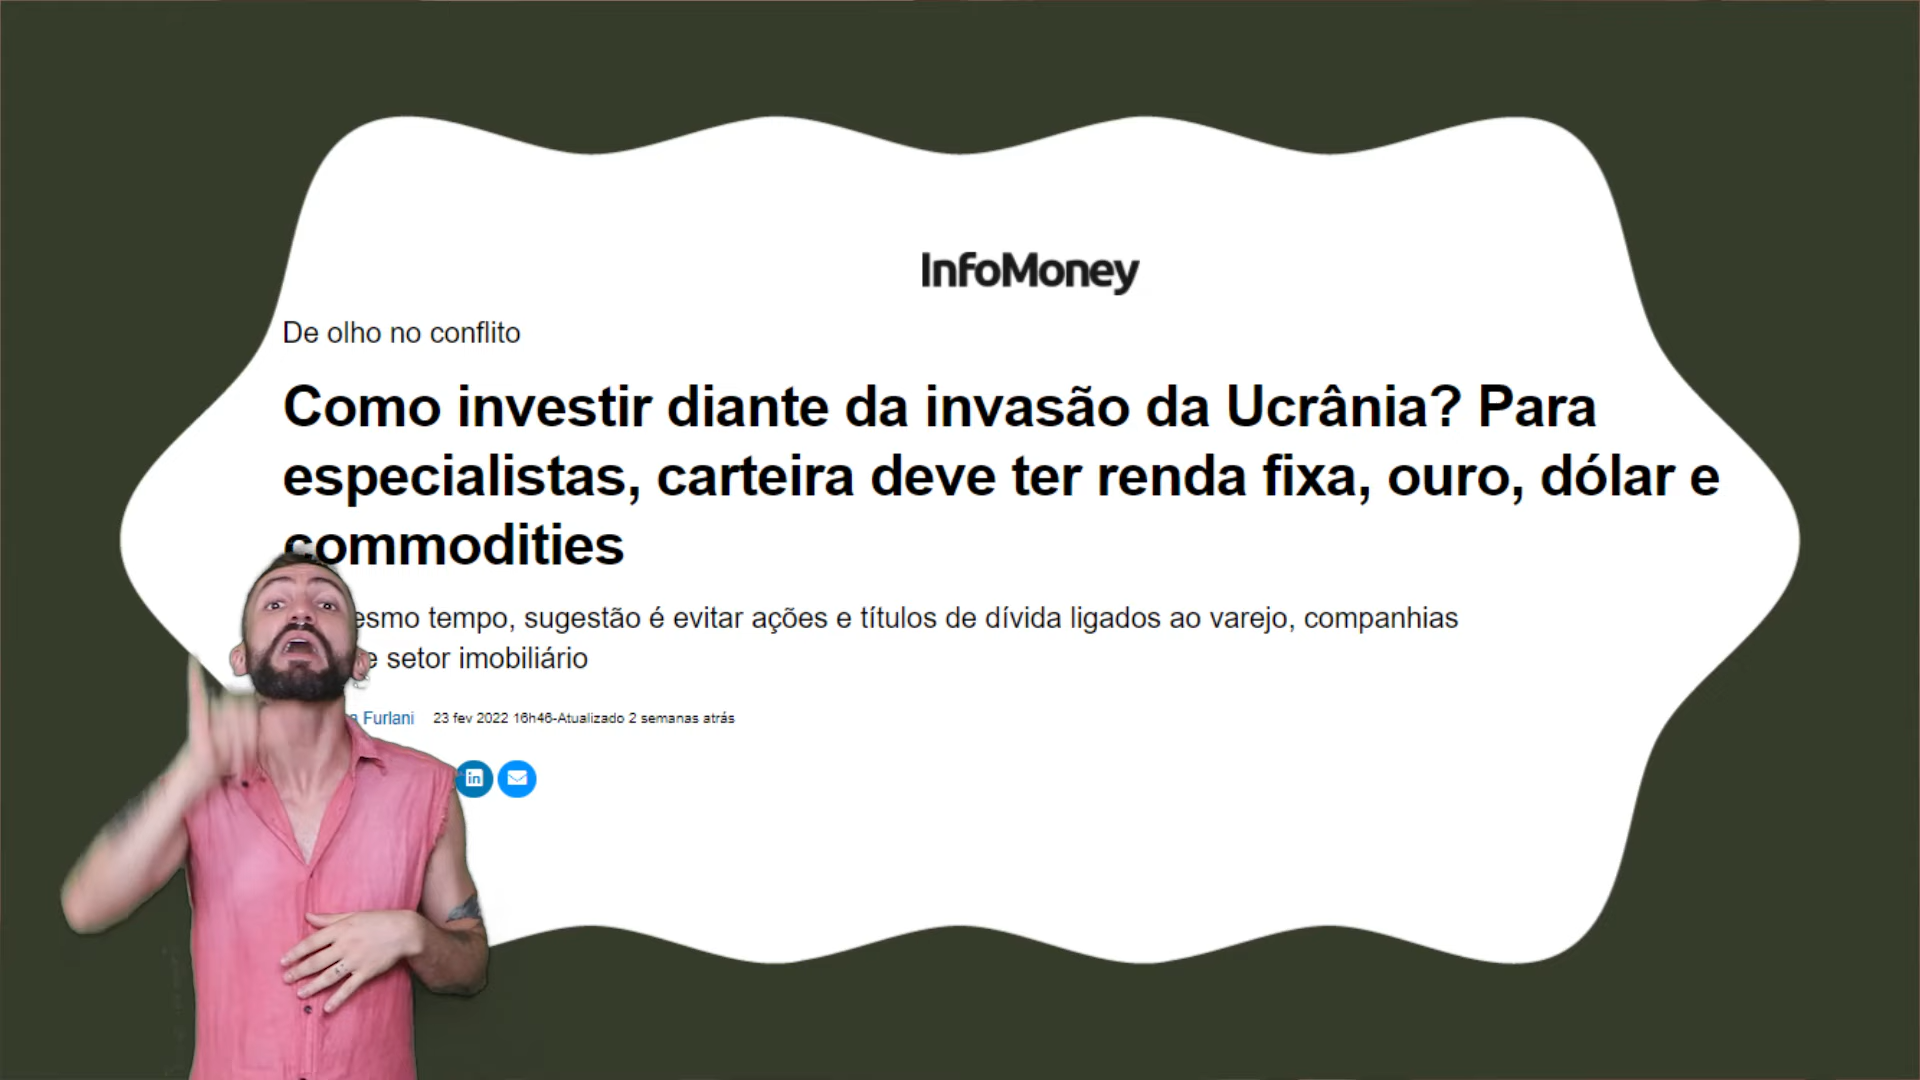 InfoMoney
De olho no conflito
Como investir diante da invasão da Ucrânia? Para
especialistas, carteira deve ter renda fixa, ouro, dólar e
commodities
tempo, sugestão é evitar ações e títulos de dívida ligados ao varejo, companhias
e setor imobiliário
Furlani 23 fev 2022 16h46-Atualizado 2 semanas atrás
in